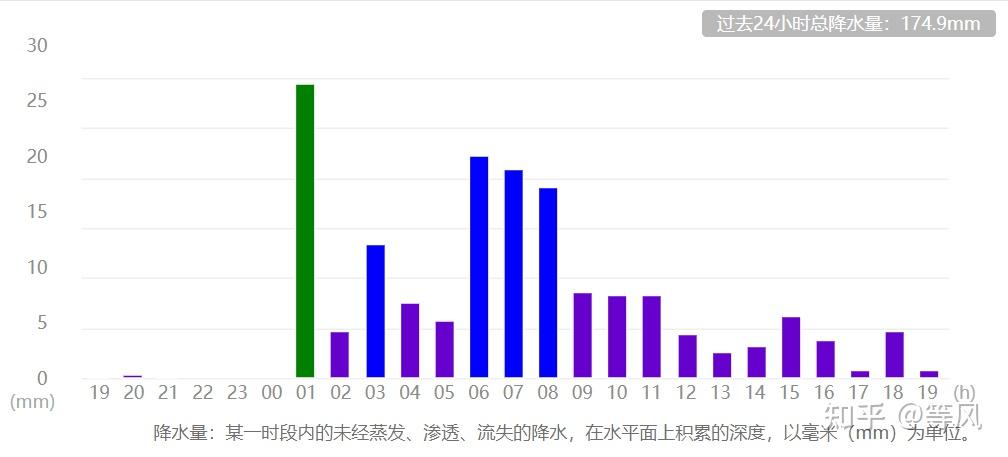 过去24小时总降水量：174.9mm
30
25
20
15
10
5
0
(mm)
19 20 21 22 23 00 01 02 03 04 05 06 07 08 09 10 11 12 13 14 15 16 17 18 19 (h)
知乎 @等风
降水量：某一时段内的未经蒸发、渗透、流失的降水，在水平面上积累的深度，以毫米（mm）为单位。